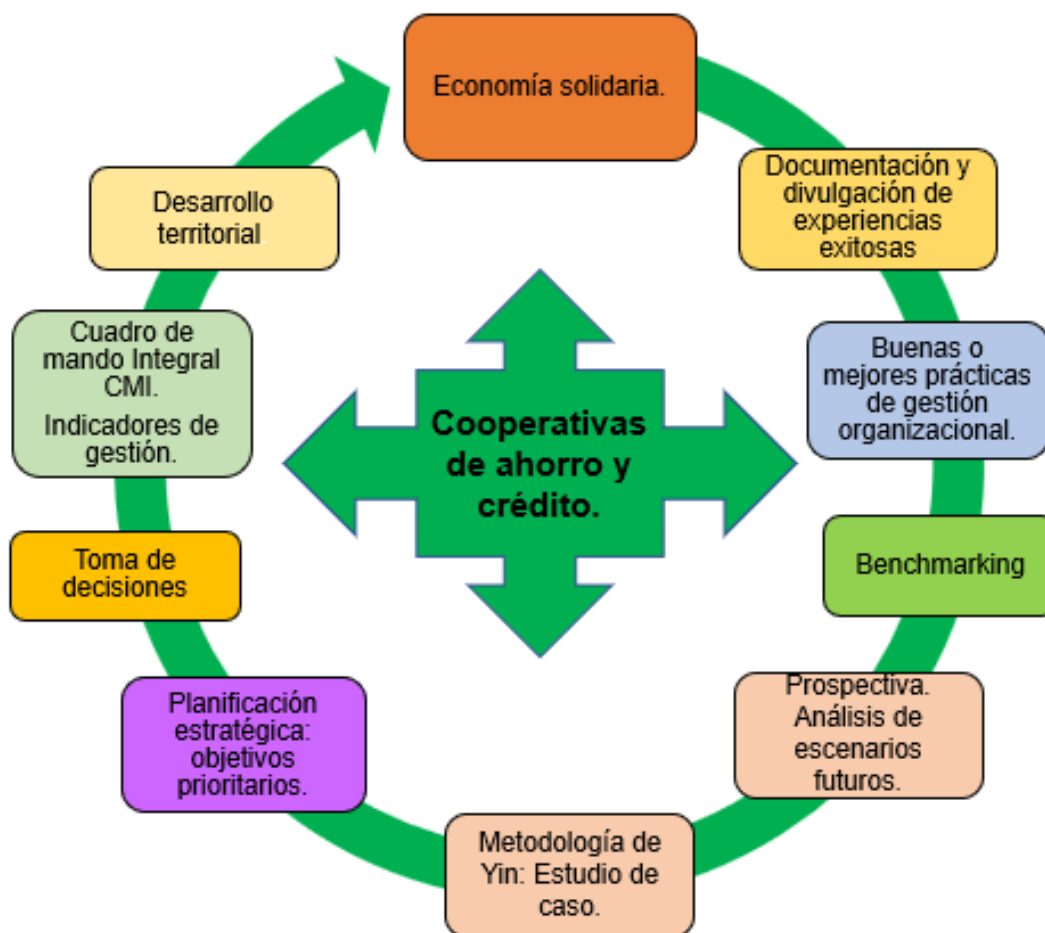 Economía solidaria.
Documentación y
divulgación de
experiencias
exitosas
Buenas o
mejores prácticas
de gestión
organizacional.
Benchmarking
Prospectiva.
Análisis de
escenarios
futuros.
Metodología de
Yin: Estudio de
caso.
Planificación
estratégica:
objetivos
prioritarios.
Toma de
decisiones
Cuadro de
mando Integral
CMI.
Indicadores de
gestión.
Desarrollo
territorial
Cooperativas
de ahorro y
crédito.